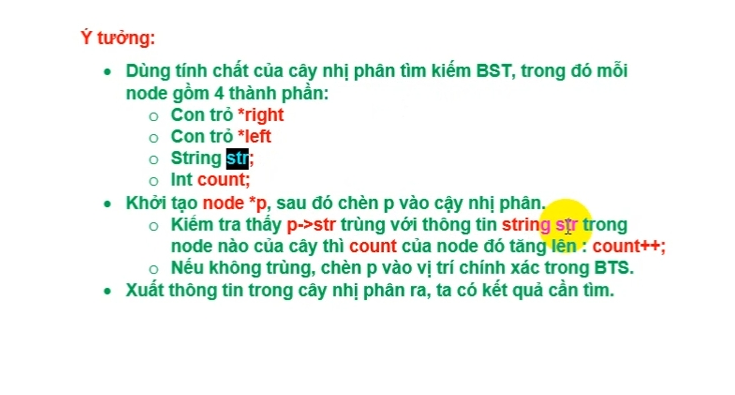 Ý tưởng:
• Dùng tính chất của cây nhị phân tìm kiếm BST, trong đó mỗi
node gồm 4 thành phần:
o Con trỏ *right
o Con trỏ *left
o String str;
o Int count;
• Khởi tạo node *p, sau đó chèn p vào cậy nhị phân.
o Kiểm tra thấy p->str trùng với thông tin string str trong
node nào của cây thì count của node đó tăng lên : count++;
o Nếu không trùng, chèn p vào vị trí chính xác trong BTS.
• Xuất thông tin trong cây nhị phân ra, ta có kết quả cần tìm.